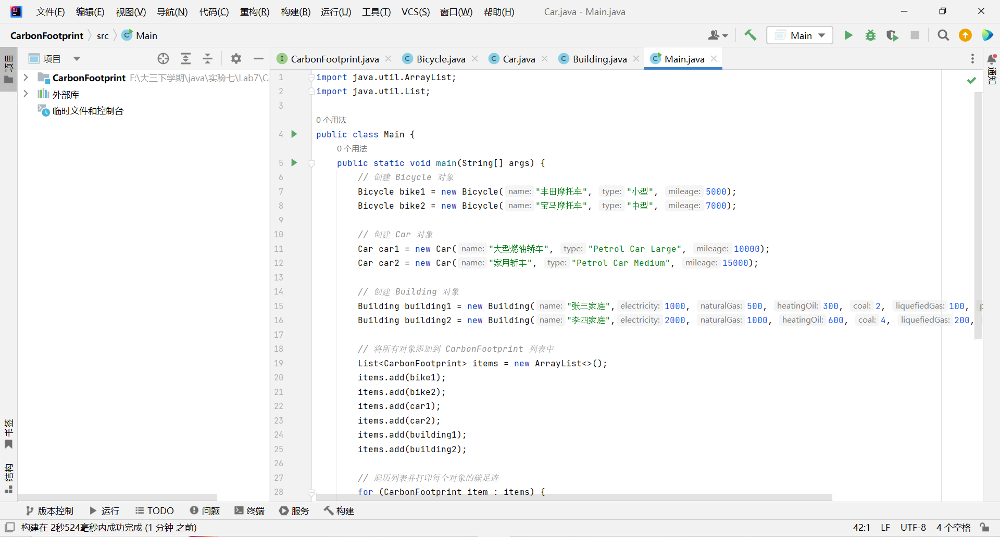 文件(F) 编辑(E) 视图(V) 导航(N) 代码(C) 重构(R) 构建(B) 运行(U) 工具(T) VCS(S) 窗口(W) 帮助(H) Car.java - Main.java
CarbonFootprint src Main Main
项目 CarbonFootprint.java Bicycle.java Car.java Building.java Main.java
项目
通知
CarbonFootprint F:\大三下学期\java\实验七\Lab7\Ca
外部库
临时文件和控制台
1 import java.util.ArrayList;
2 import java.util.List;
3
0 个用法
4 public class Main {
0 个用法
5 public static void main(String[] args) {
6 // 创建 Bicycle 对象
7 Bicycle bike1 = new Bicycle( name: "丰田摩托车", type: "小型", mileage: 5000);
8 Bicycle bike2 = new Bicycle( name: "宝马摩托车", type: "中型", mileage: 7000);
9
10 // 创建 Car 对象
11 Car car1 = new Car( name: "大型燃油轿车", type: "Petrol Car Large", mileage: 10000);
12 Car car2 = new Car( name: "家用轿车", type: "Petrol Car Medium", mileage: 15000);
13
14 // 创建 Building 对象
15 Building building1 = new Building( name: "张三家庭", electricity: 1000, naturalGas: 500, heatingOil: 300, coal: 2, liquefiedGas: 100, p
16 Building building2 = new Building( name: "李四家庭", electricity: 2000, naturalGas: 1000, heatingOil: 600, coal: 4, liquefiedGas: 200,
17
18 // 将所有对象添加到 CarbonFootprint 列表中
19 List<CarbonFootprint> items = new ArrayList<>();
20 items.add(bike1);
21 items.add(bike2);
22 items.add(car1);
23 items.add(car2);
24 items.add(building1);
25 items.add(building2);
26
27 // 遍历列表并打印每个对象的碳足迹
28 for (CarbonFootprint item : items) {
书签
结构
版本控制 运行 TODO 问题 终端 服务 构建
构建在 2秒524毫秒内成功完成 (1 分钟 之前) 42:1 LF UTF-8 4 个空格